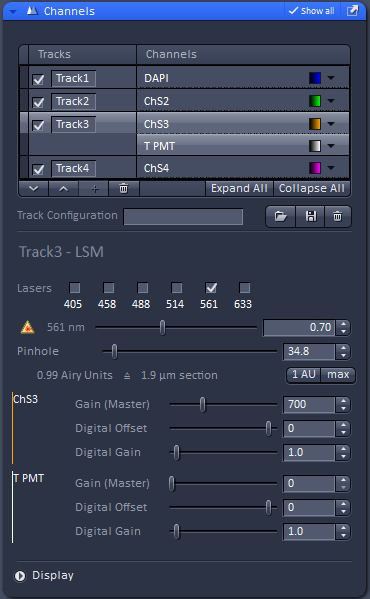 Channels Show all
Tracks Channels
Track1 DAPI
Track2 ChS2
Track3 ChS3
T PMT
Track4 ChS4
Expand All Collapse All
Track Configuration
Track3 - LSM
Lasers
405 458 488 514 561 633
561 nm 0.70
Pinhole 34.8
0.99 Airy Units ≙ 1.9 µm section 1 AU max
ChS3 Gain (Master) 700
Digital Offset 0
Digital Gain 1.0
T PMT Gain (Master) 0
Digital Offset 0
Digital Gain 1.0
Display